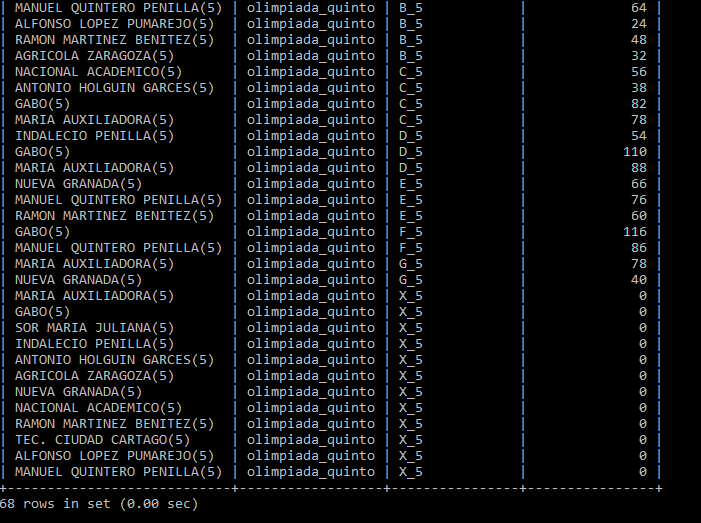 | MANUEL QUINTERO PENILLA(5) | olimpiada_quinto | B_5 | 64 |
| ALFONSO LOPEZ PUMAREJO(5) | olimpiada_quinto | B_5 | 24 |
| RAMON MARTINEZ BENITEZ(5) | olimpiada_quinto | B_5 | 48 |
| AGRICOLA ZARAGOZA(5) | olimpiada_quinto | B_5 | 32 |
| NACIONAL ACADEMICO(5) | olimpiada_quinto | C_5 | 56 |
| ANTONIO HOLGUIN GARCES(5) | olimpiada_quinto | C_5 | 38 |
| GABO(5) | olimpiada_quinto | C_5 | 82 |
| MARIA AUXILIADORA(5) | olimpiada_quinto | C_5 | 78 |
| INDALECIO PENILLA(5) | olimpiada_quinto | D_5 | 54 |
| GABO(5) | olimpiada_quinto | D_5 | 110 |
| MARIA AUXILIADORA(5) | olimpiada_quinto | D_5 | 88 |
| NUEVA GRANADA(5) | olimpiada_quinto | E_5 | 66 |
| MANUEL QUINTERO PENILLA(5) | olimpiada_quinto | E_5 | 76 |
| RAMON MARTINEZ BENITEZ(5) | olimpiada_quinto | E_5 | 60 |
| GABO(5) | olimpiada_quinto | F_5 | 116 |
| MANUEL QUINTERO PENILLA(5) | olimpiada_quinto | F_5 | 86 |
| MARIA AUXILIADORA(5) | olimpiada_quinto | G_5 | 78 |
| NUEVA GRANADA(5) | olimpiada_quinto | G_5 | 40 |
| MARIA AUXILIADORA(5) | olimpiada_quinto | X_5 | 0 |
| GABO(5) | olimpiada_quinto | X_5 | 0 |
| SOR MARIA JULIANA(5) | olimpiada_quinto | X_5 | 0 |
| INDALECIO PENILLA(5) | olimpiada_quinto | X_5 | 0 |
| ANTONIO HOLGUIN GARCES(5) | olimpiada_quinto | X_5 | 0 |
| AGRICOLA ZARAGOZA(5) | olimpiada_quinto | X_5 | 0 |
| NUEVA GRANADA(5) | olimpiada_quinto | X_5 | 0 |
| NACIONAL ACADEMICO(5) | olimpiada_quinto | X_5 | 0 |
| RAMON MARTINEZ BENITEZ(5) | olimpiada_quinto | X_5 | 0 |
| TEC. CIUDAD CARTAGO(5) | olimpiada_quinto | X_5 | 0 |
| ALFONSO LOPEZ PUMAREJO(5) | olimpiada_quinto | X_5 | 0 |
| MANUEL QUINTERO PENILLA(5) | olimpiada_quinto | X_5 | 0 |
+----------------------------+------------------+----------------+----------------+
68 rows in set (0.00 sec)